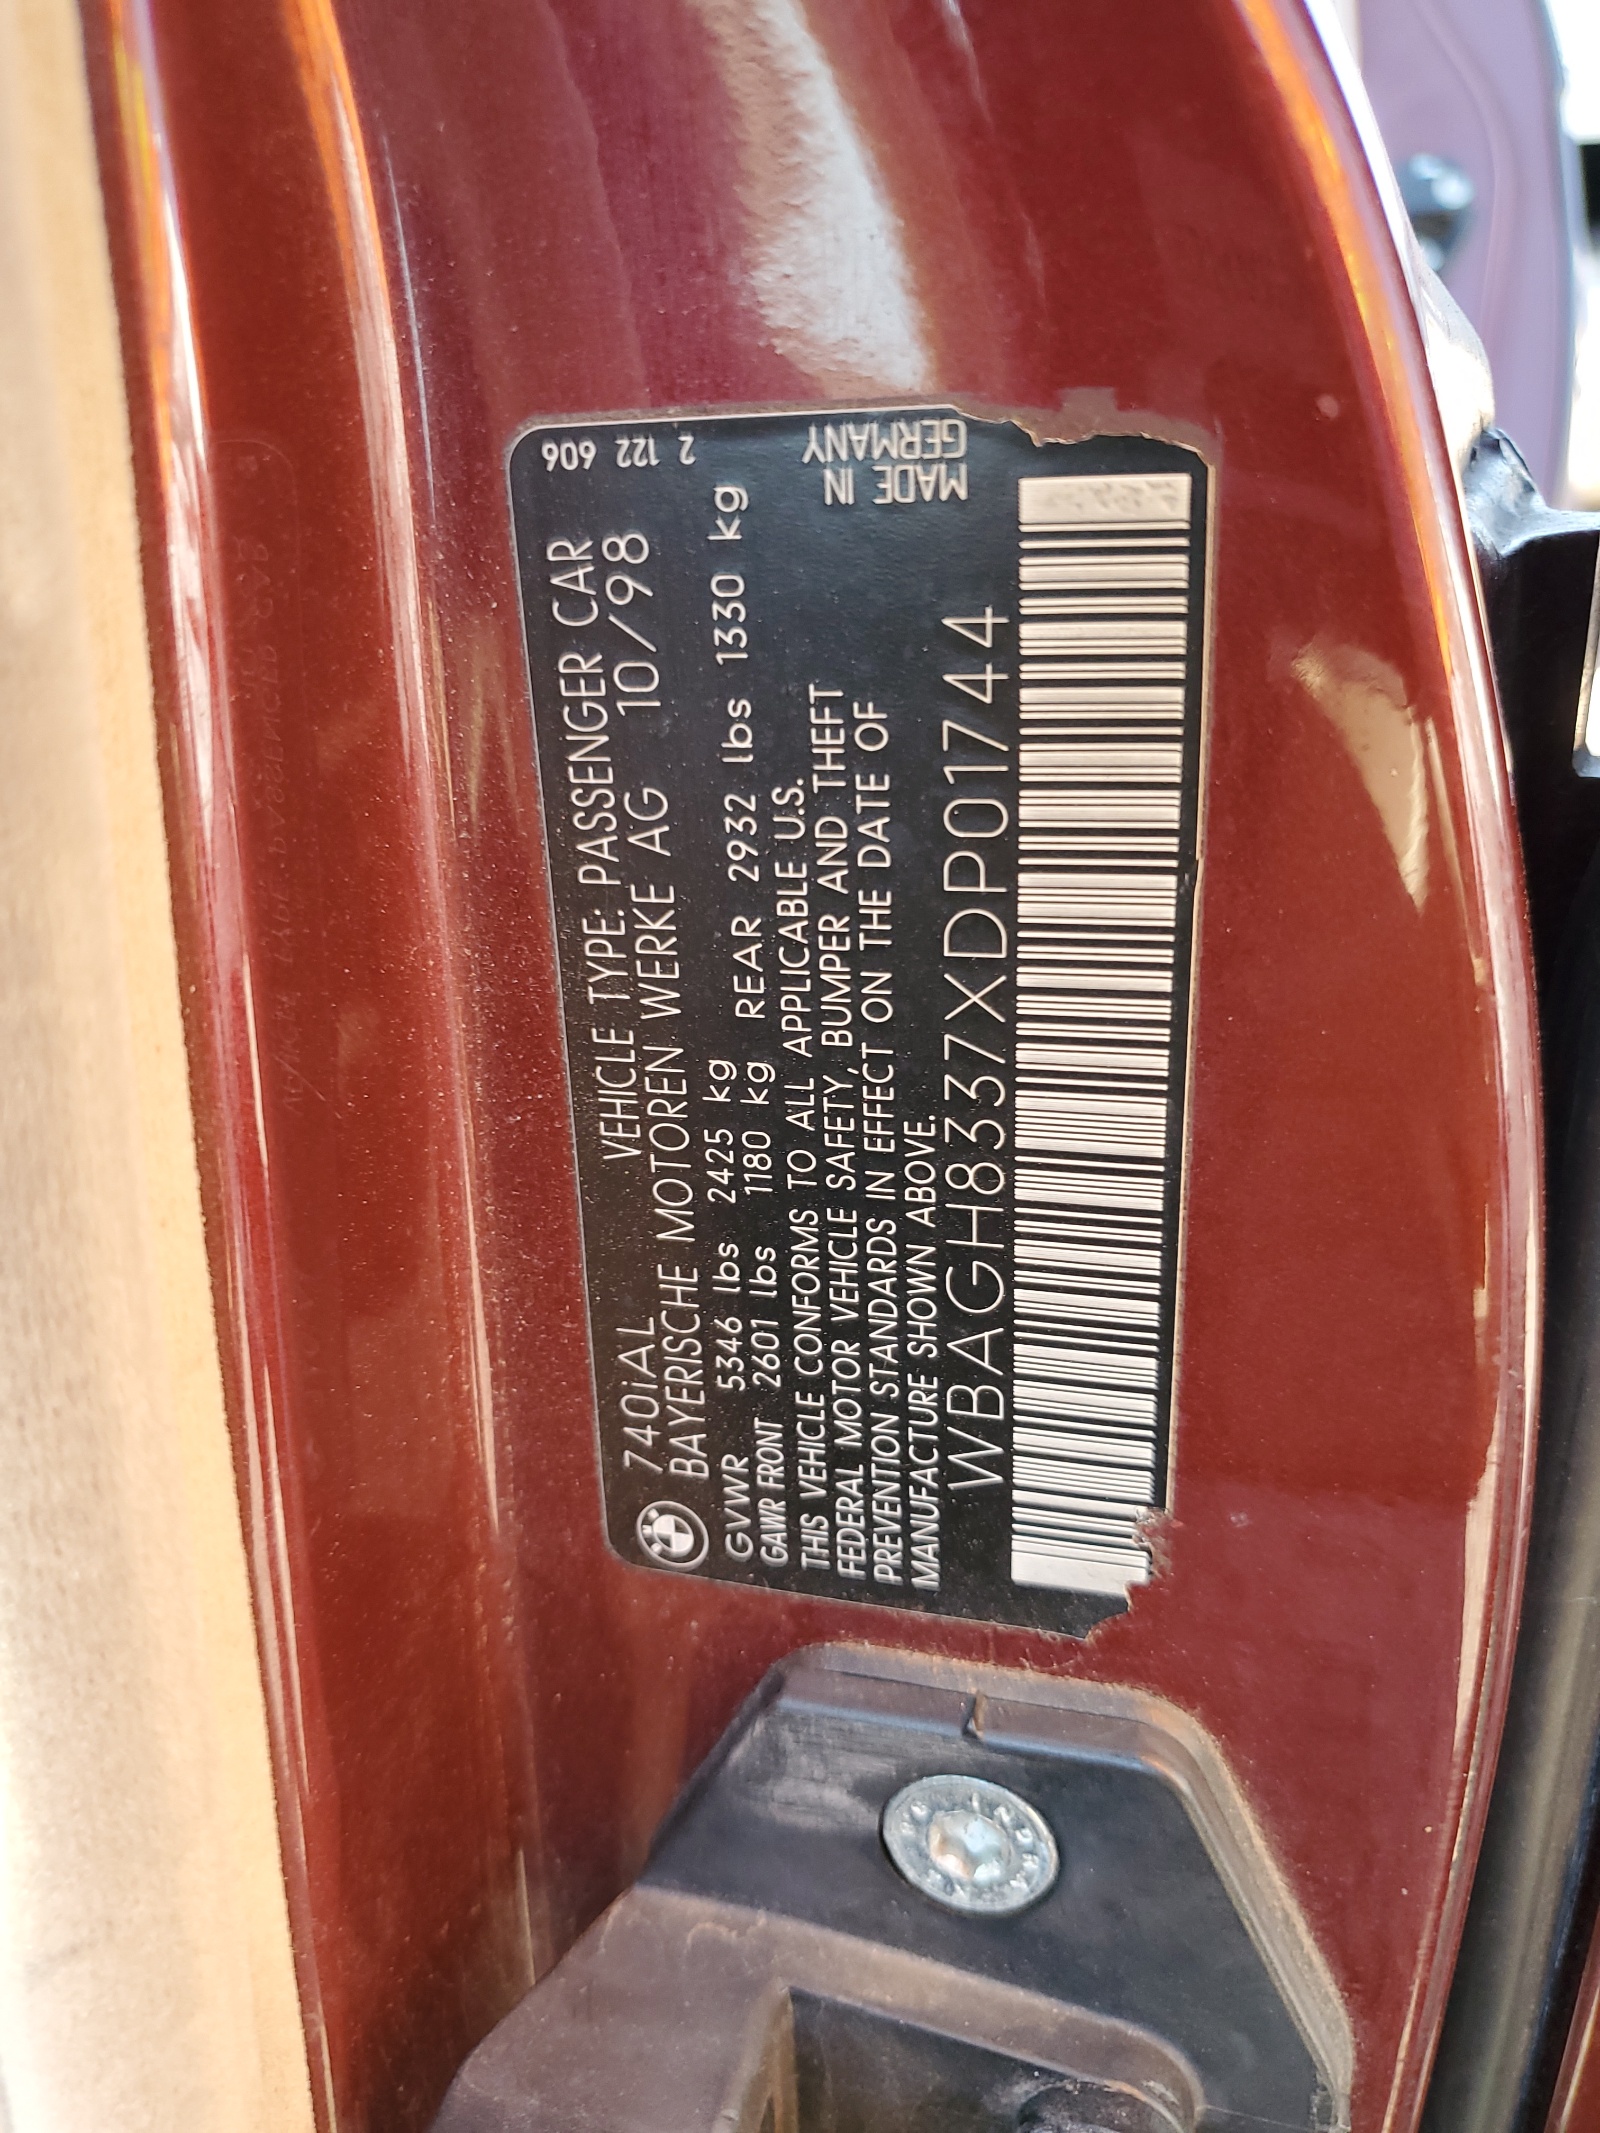 740iAL VEHICLE TYPE: PASSENGER CAR
BAYERISCHE MOTOREN WERKE AG 10/98
GVWR 5346 lbs 2425 kg
GAWR FRONT 2601 lbs 1180 kg REAR 2932 lbs 1330 kg
THIS VEHICLE CONFORMS TO ALL APPLICABLE U.S.
FEDERAL MOTOR VEHICLE SAFETY, BUMPER AND THEFT
PREVENTION STANDARDS IN EFFECT ON THE DATE OF
MANUFACTURE SHOWN ABOVE.
WBAGH8337XDP01744
2 122 606
MADE IN
GERMANY